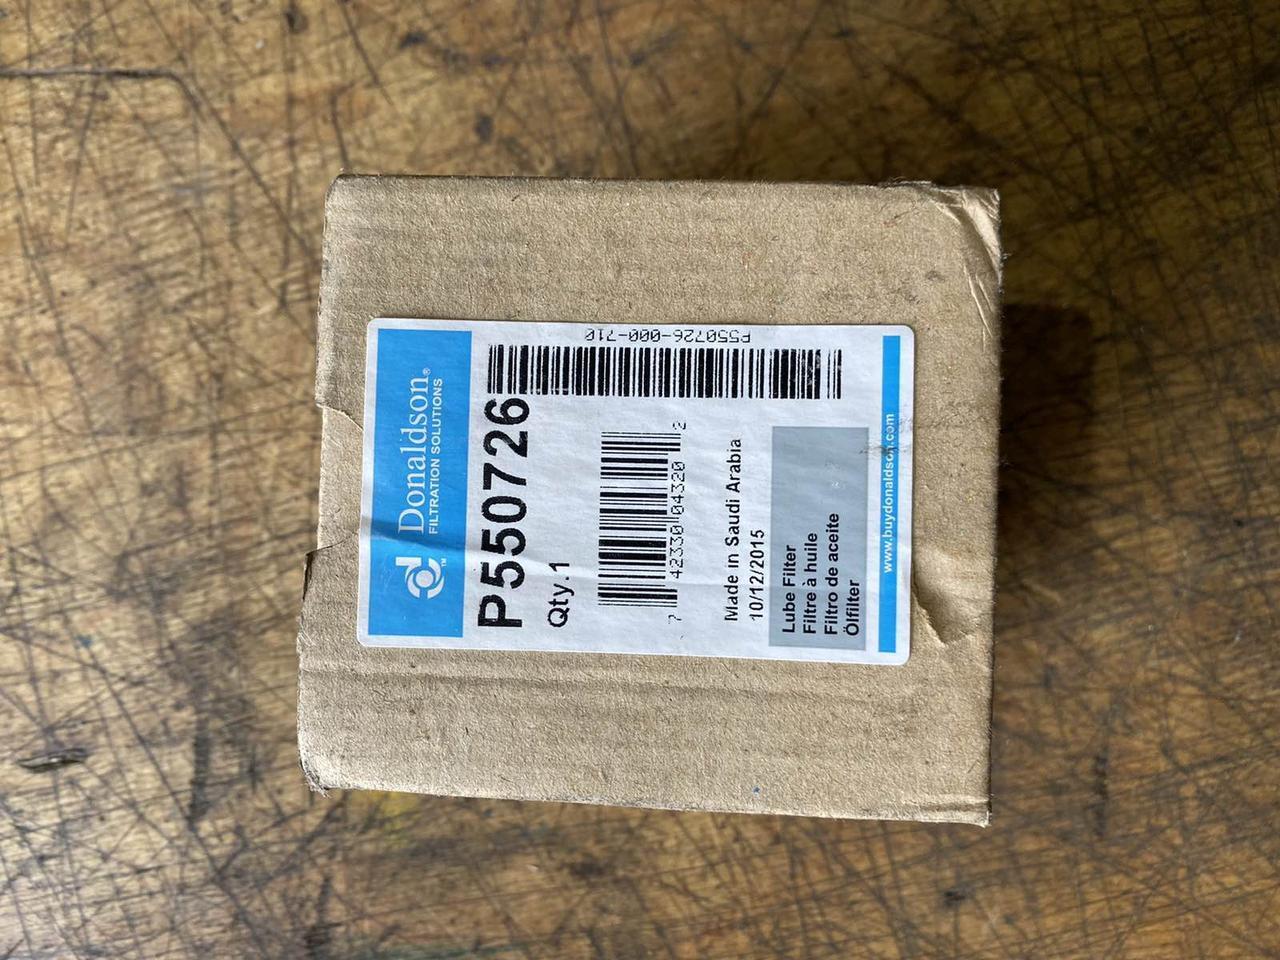 Donaldson®
FILTRATION SOLUTIONS
P550726
P550726-000-710
Qty.1
7 42330 04320 2
Made in Saudi Arabia
10/12/2015
Lube Filter
Filtre à huile
Filtro de aceite
Ölfilter
www.buydonaldson.com